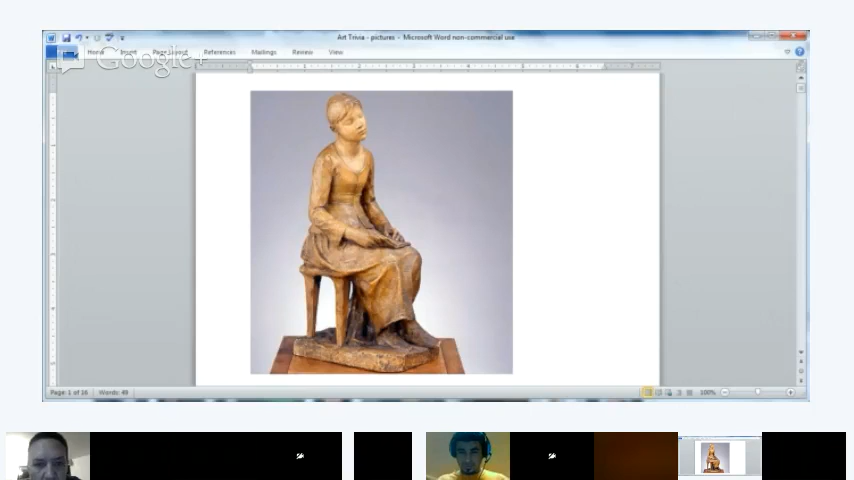 Art Trivia - pictures - Microsoft Word non-commercial use
Home Insert Page Layout References Mailings Review View
Google+
Page: 1 of 16 Words: 49
100%